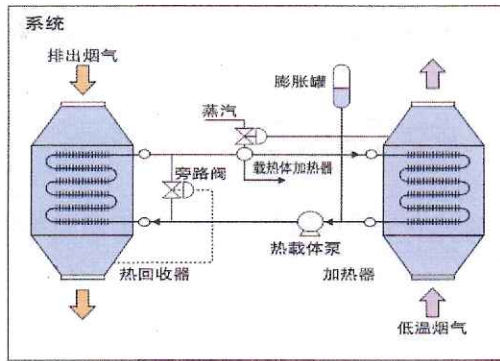 系统
排出烟气
膨胀罐
蒸汽
载热体加热器
旁路阀
热载体泵
热回收器
加热器
低温烟气